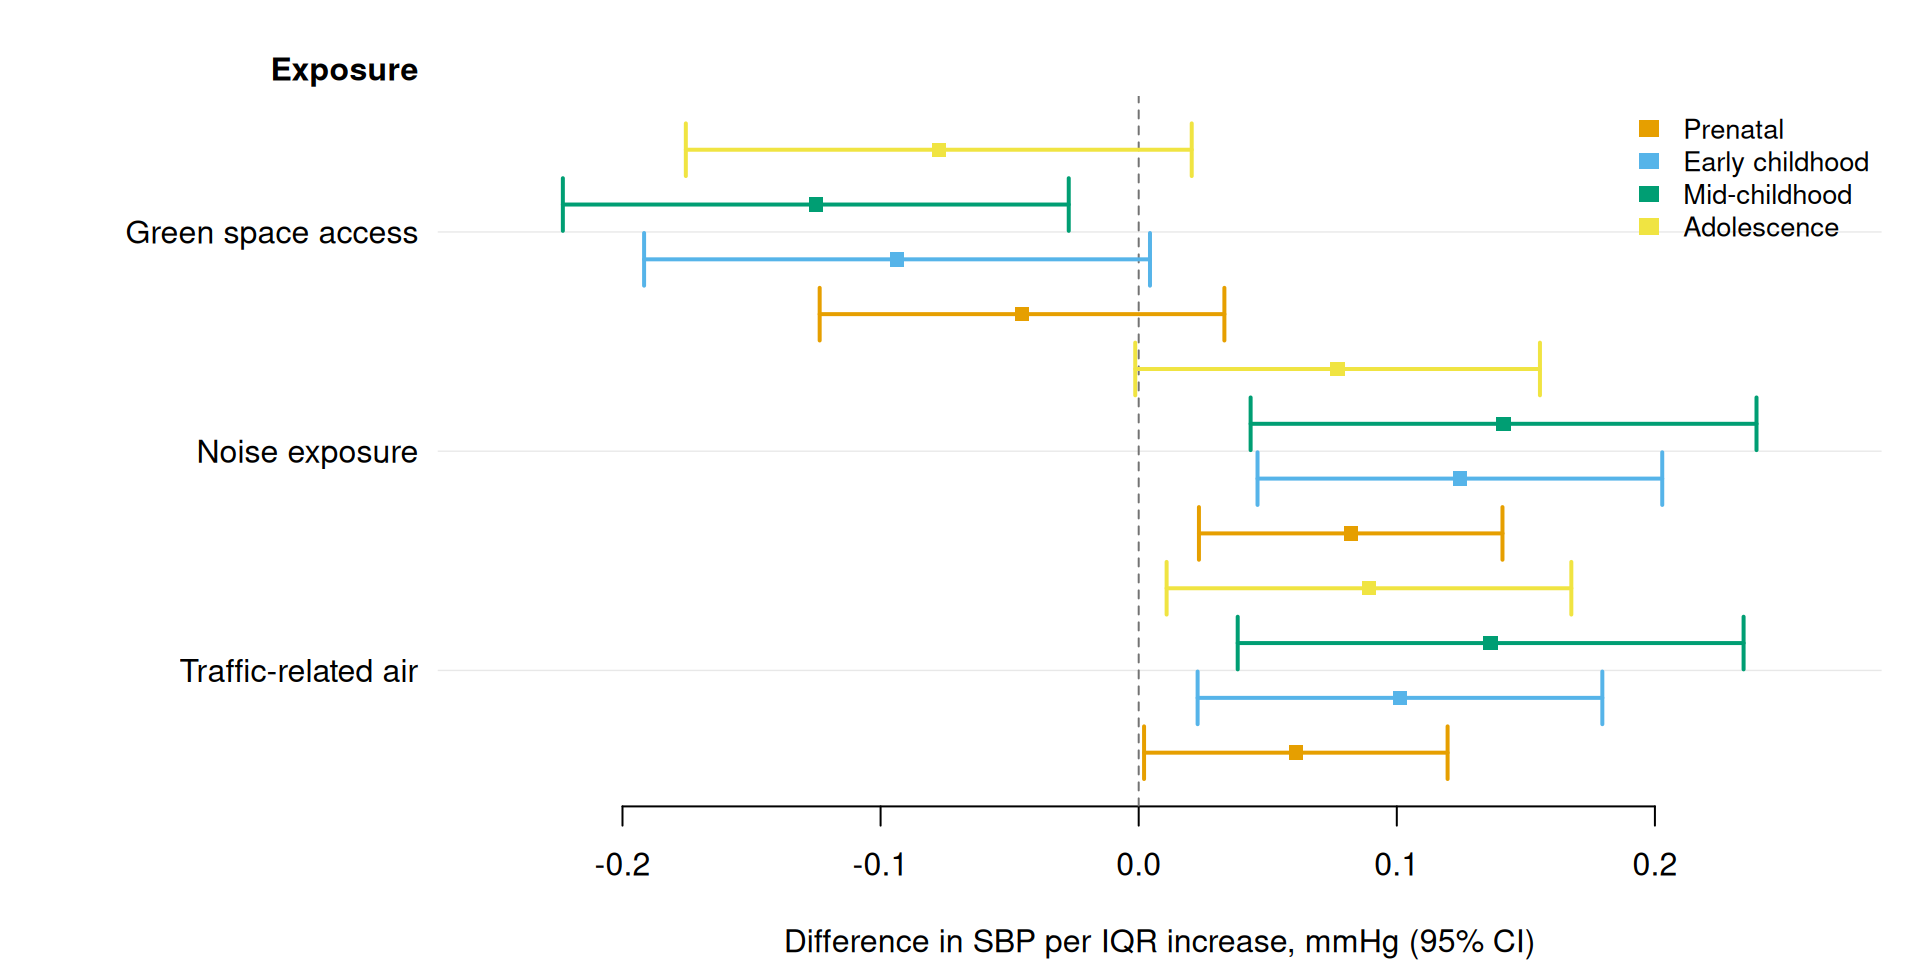 Exposure
Prenatal
Early childhood
Mid-childhood
Adolescence
Green space access
Noise exposure
Traffic-related air
-0.2 -0.1 0.0 0.1 0.2
Difference in SBP per IQR increase, mmHg (95% CI)